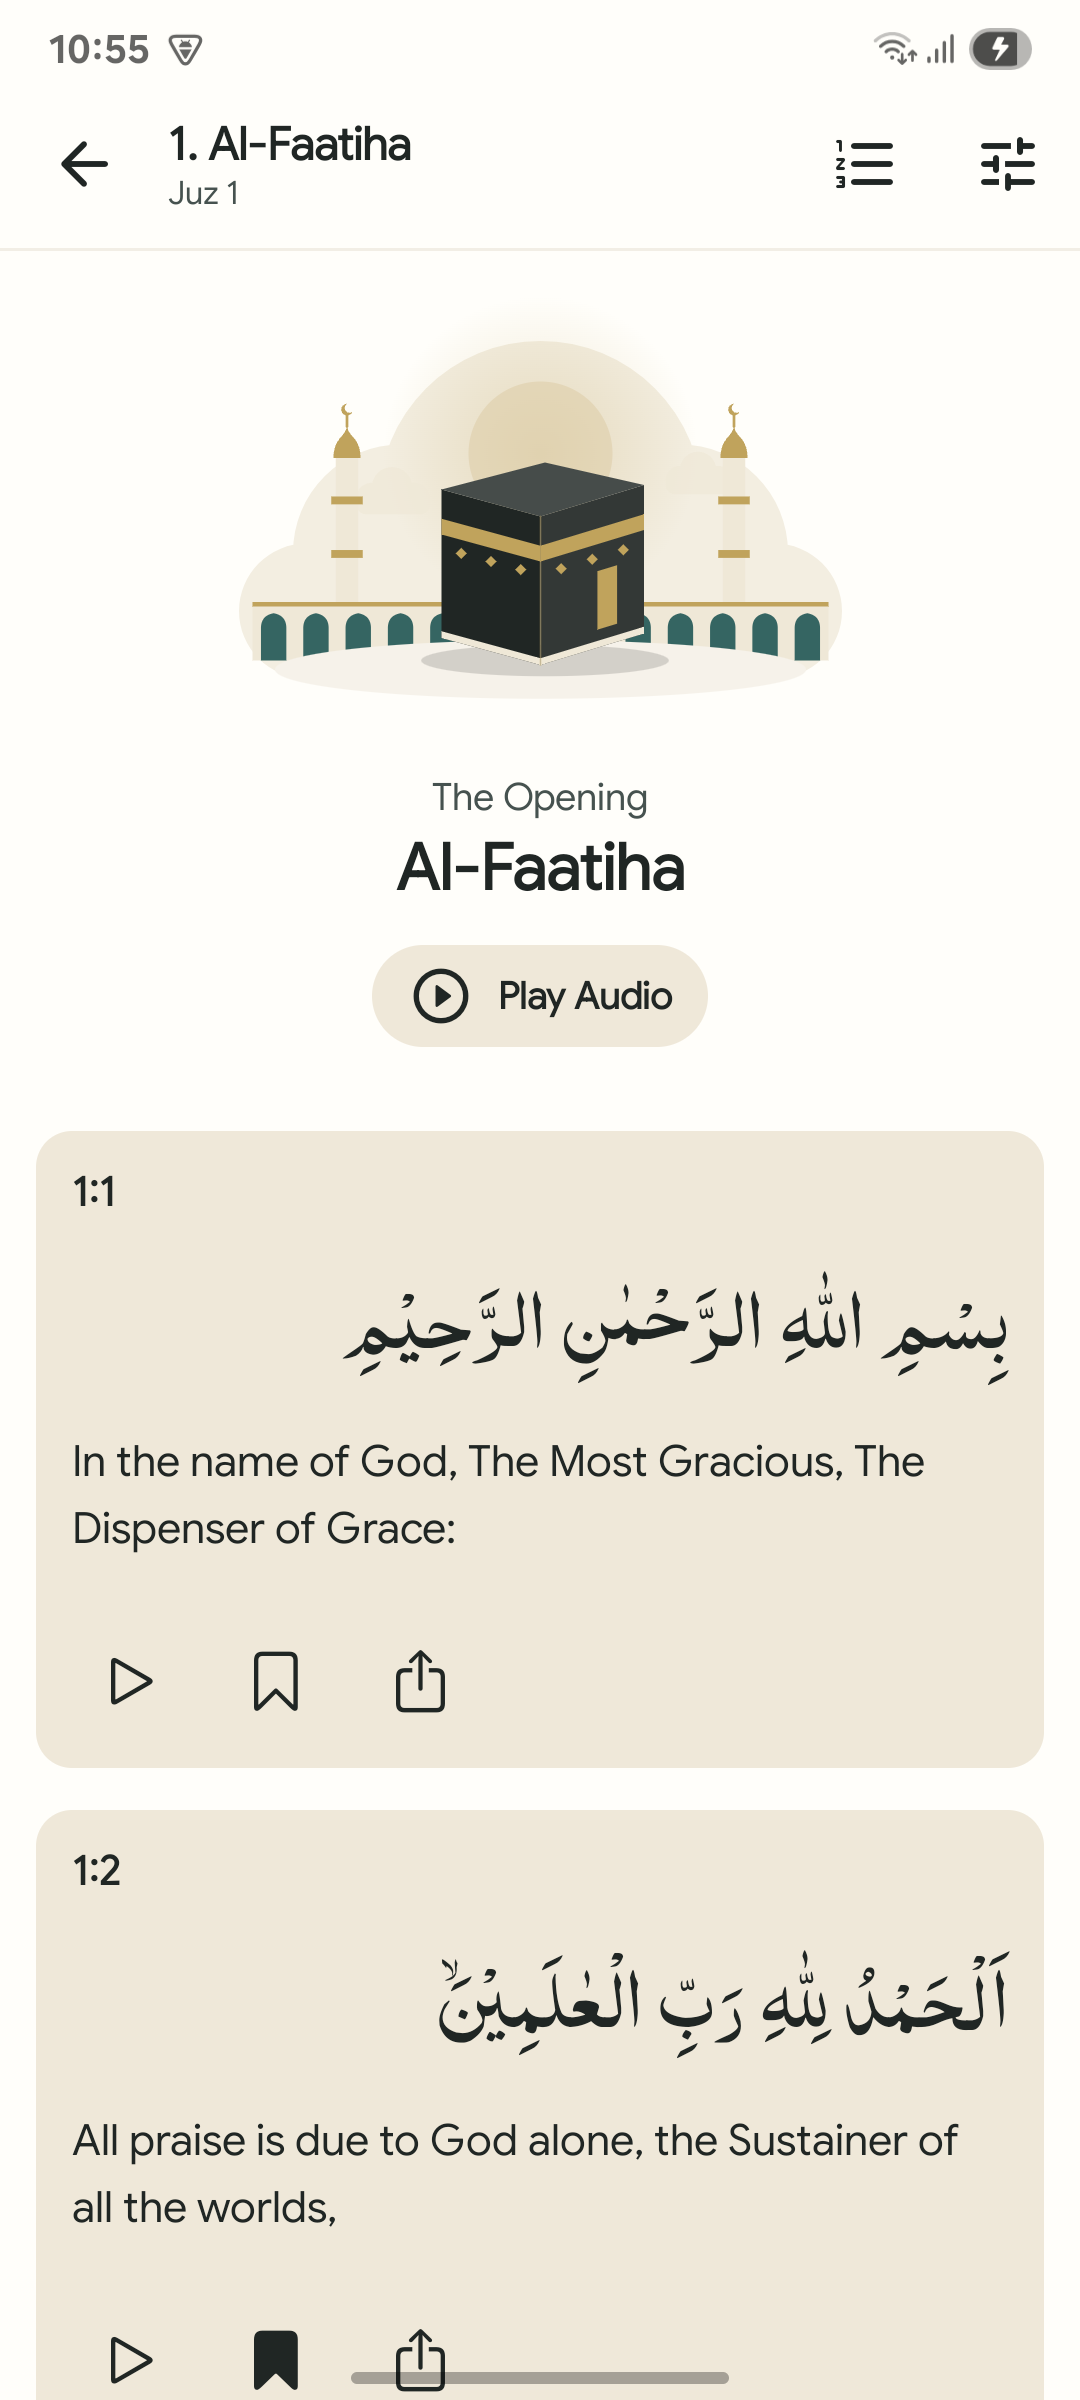 10:55
1. Al-Faatiha
Juz 1
The Opening
Al-Faatiha
Play Audio
1:1
بِسْمِ اللّٰهِ الرَّحْمٰنِ الرَّحِيْمِ
In the name of God, The Most Gracious, The
Dispenser of Grace:
1:2
اَلْحَمْدُ لِلّٰهِ رَبِّ الْعٰلَمِيْنَۙ
All praise is due to God alone, the Sustainer of
all the worlds,